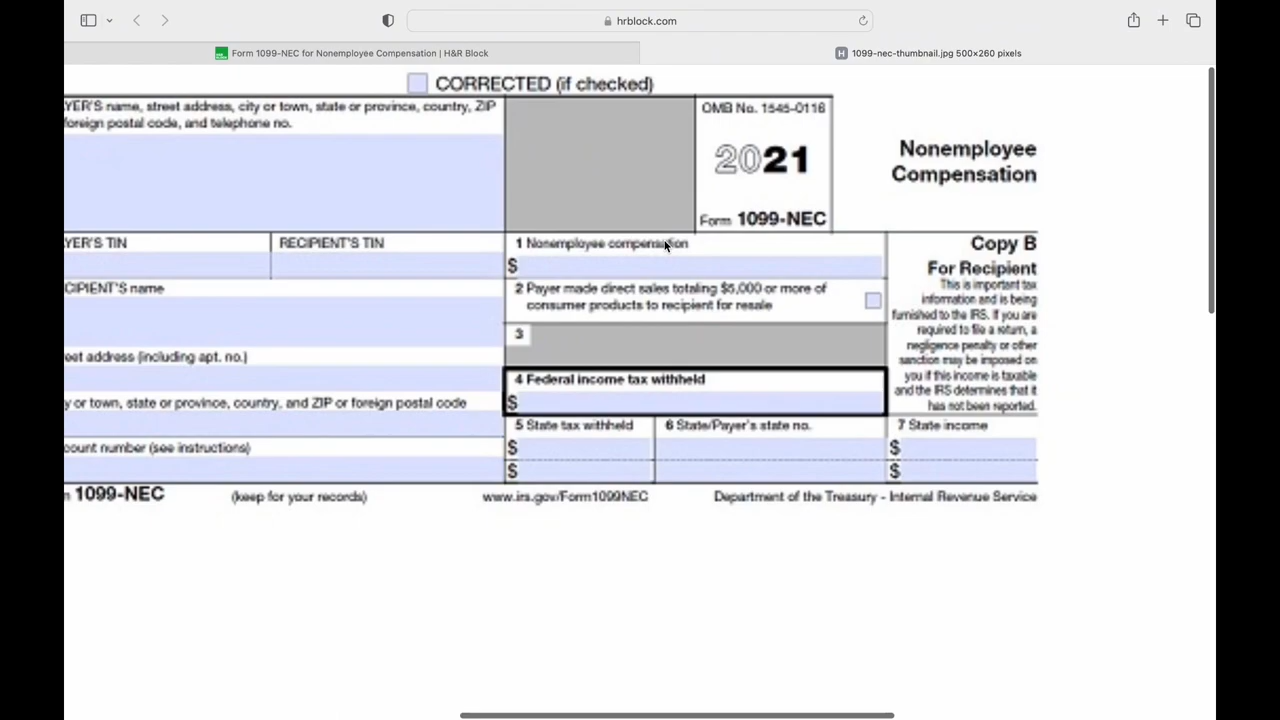 hrblock.com
Form 1099-NEC for Nonemployee Compensation | H&R Block
H 1099-nec-thumbnail.jpg 500×260 pixels
CORRECTED (if checked)
YER'S name, street address, city or town, state or province, country, ZIP
foreign postal code, and telephone no.
OMB No. 1545-0116
2021
Form 1099-NEC
Nonemployee
Compensation
YER'S TIN
RECIPIENT'S TIN
1 Nonemployee compensation
$
Copy B
For Recipient
This is important tax
information and is being
furnished to the IRS. If you are
required to file a return, a
negligence penalty or other
sanction may be imposed on
you if this income is taxable
and the IRS determines that it
has not been reported.
CIPIENT'S name
2 Payer made direct sales totaling $5,000 or more of
consumer products to recipient for resale
3
eet address (including apt. no.)
4 Federal income tax withheld
$
y or town, state or province, country, and ZIP or foreign postal code
5 State tax withheld
6 State/Payer's state no.
7 State income
$
$
count number (see instructions)
$
$
1099-NEC
(keep for your records)
www.irs.gov/Form1099NEC
Department of the Treasury - Internal Revenue Service